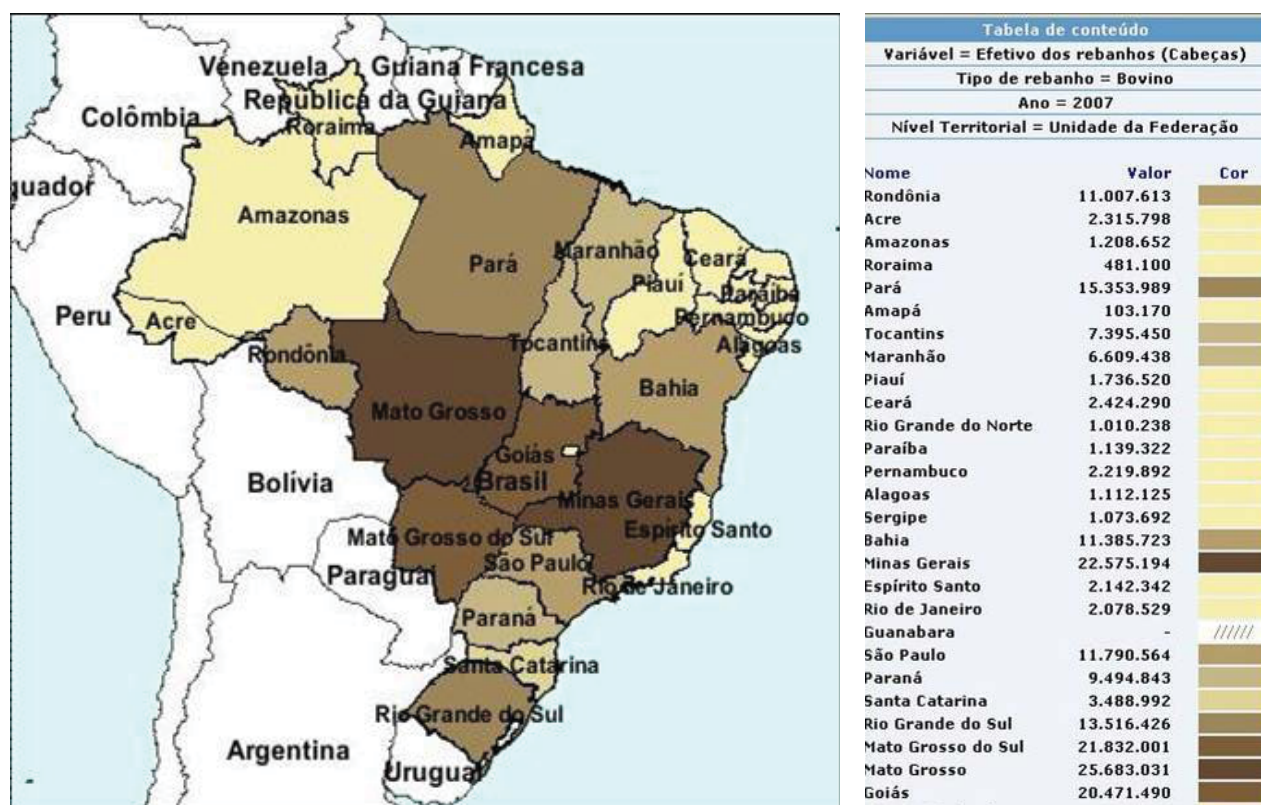 Venezuela
Guiana Francesa
República da Guiana
Colômbia
Roraima
Amapá
quador
Amazonas
Pará
Maranhão
Ceará
Piauí
Paraíba
Peru
Acre
Pernambuco
Rondônia
Tocantins
Alagoas
Bahia
Mato Grosso
Goiás
Brasil
Bolívia
Minas Gerais
Espírito Santo
Mato Grosso do Sul
São Paulo
Paraguai
Rio de Janeiro
Paraná
Santa Catarina
Rio Grande do Sul
Argentina
Uruguai
Tabela de conteúdo
Variável = Efetivo dos rebanhos (Cabeças)
Tipo de rebanho = Bovino
Ano = 2007
Nível Territorial = Unidade da Federação
Nome Valor Cor
Rondônia 11.007.613
Acre 2.315.798
Amazonas 1.208.652
Roraima 481.100
Pará 15.353.989
Amapá 103.170
Tocantins 7.395.450
Maranhão 6.609.438
Piauí 1.736.520
Ceará 2.424.290
Rio Grande do Norte 1.010.238
Paraíba 1.139.322
Pernambuco 2.219.892
Alagoas 1.112.125
Sergipe 1.073.692
Bahia 11.385.723
Minas Gerais 22.575.194
Espírito Santo 2.142.342
Rio de Janeiro 2.078.529
Guanabara - //////
São Paulo 11.790.564
Paraná 9.494.843
Santa Catarina 3.488.992
Rio Grande do Sul 13.516.426
Mato Grosso do Sul 21.832.001
Mato Grosso 25.683.031
Goiás 20.471.490